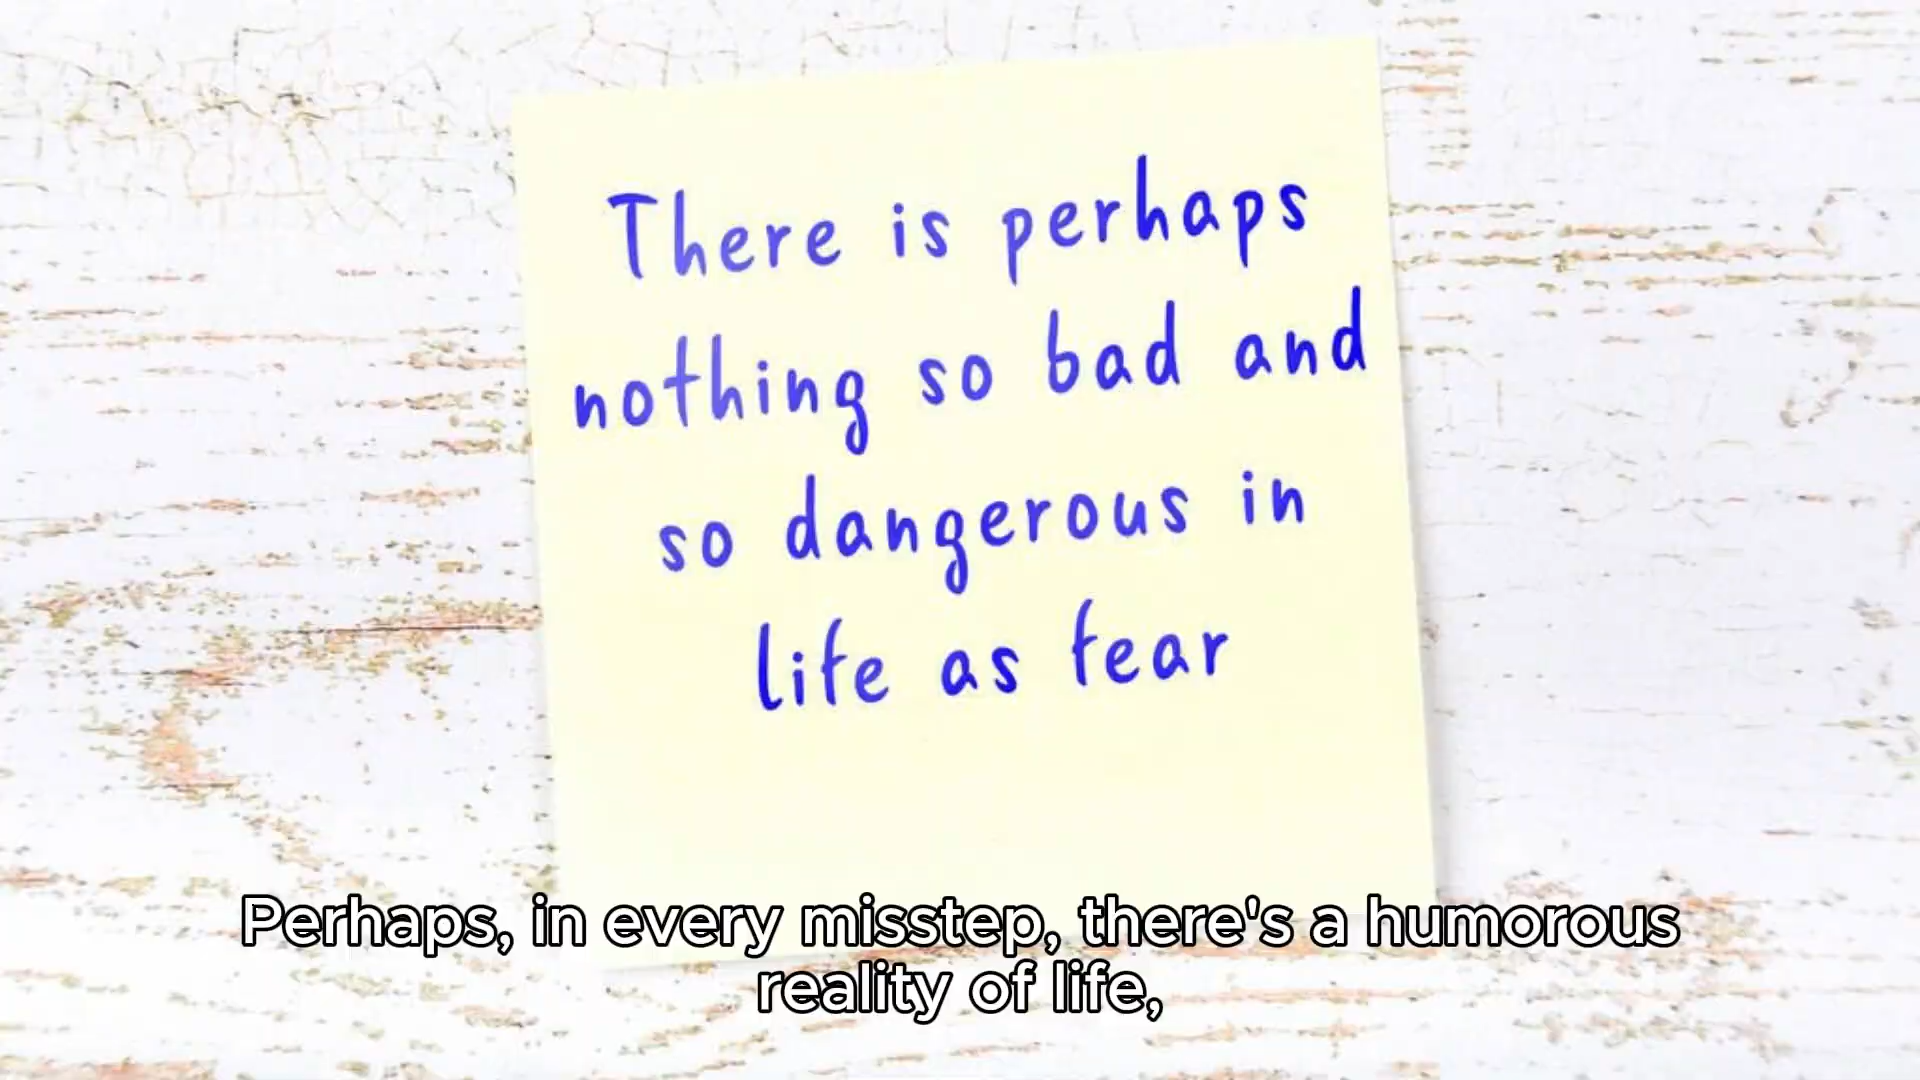 There is perhaps
nothing so bad and
so dangerous in
life as fear
Perhaps, in every misstep, there's a humorous
reality of life,